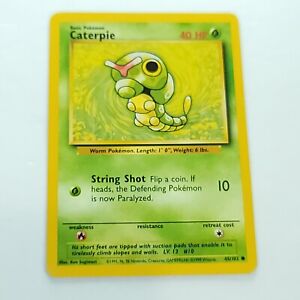 Basic Pokémon
Caterpie
40 HP
Worm Pokémon. Length: 1' 0", Weight: 6 lbs.
String Shot Flip a coin. If
heads, the Defending Pokémon
is now Paralyzed.
10
weakness
resistance
retreat cost
Its short feet are tipped with suction pads that enable it to
tirelessly climb slopes and walls. LV. 13 #10
Illus. Ken Sugimori
45/102